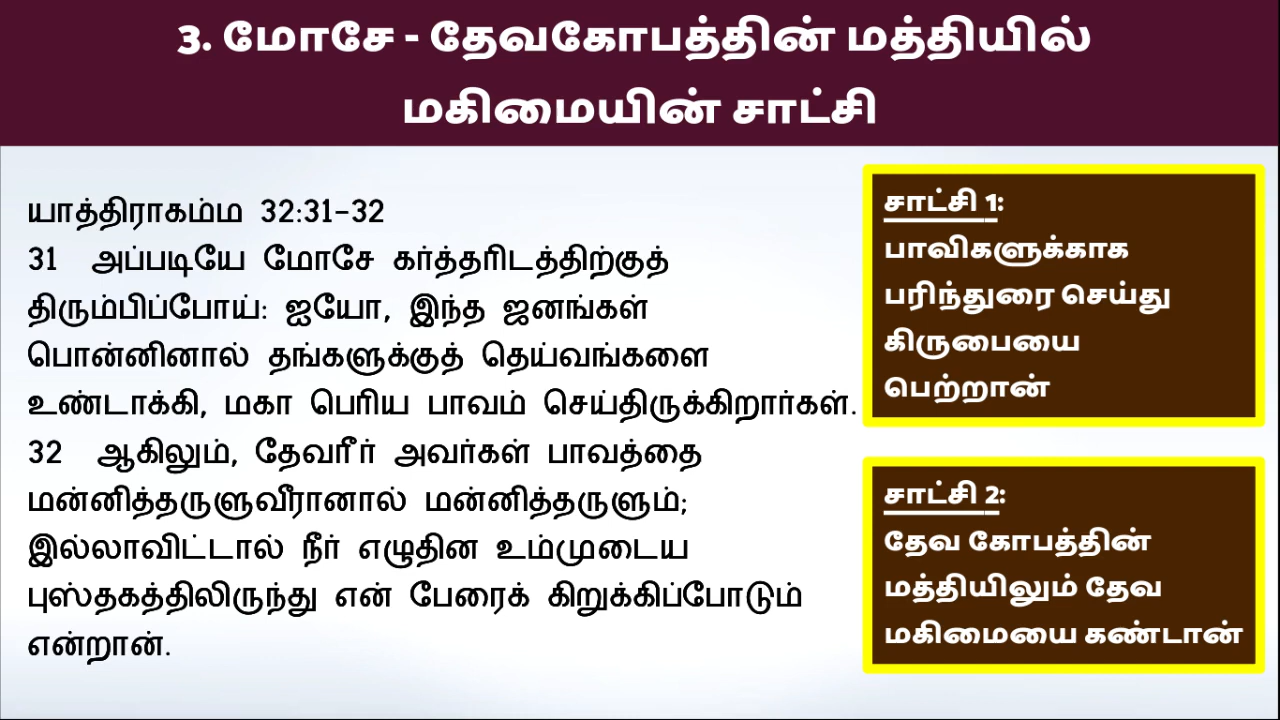 3. மோசே - தேவகோபத்தின் மத்தியில்
மகிமையின் சாட்சி
யாத்திராகமம 32:31-32
31 அப்படியே மோசே கர்த்தரிடத்திற்குத்
திரும்பிப்போய்: ஐயோ, இந்த ஜனங்கள்
பொன்னினால் தங்களுக்குத் தெய்வங்களை
உண்டாக்கி, மகா பெரிய பாவம் செய்திருக்கிறார்கள்.
32 ஆகிலும், தேவரீர் அவர்கள் பாவத்தை
மன்னித்தருளுவீரானால் மன்னித்தருளும்;
இல்லாவிட்டால் நீர் எழுதின உம்முடைய
புஸ்தகத்திலிருந்து என் பேரைக் கிறுக்கிப்போடும்
என்றான்.
சாட்சி 1:
பாவிகளுக்காக
பரிந்துரை செய்து
கிருபையை
பெற்றான்
சாட்சி 2:
தேவ கோபத்தின்
மத்தியிலும் தேவ
மகிமையை கண்டான்